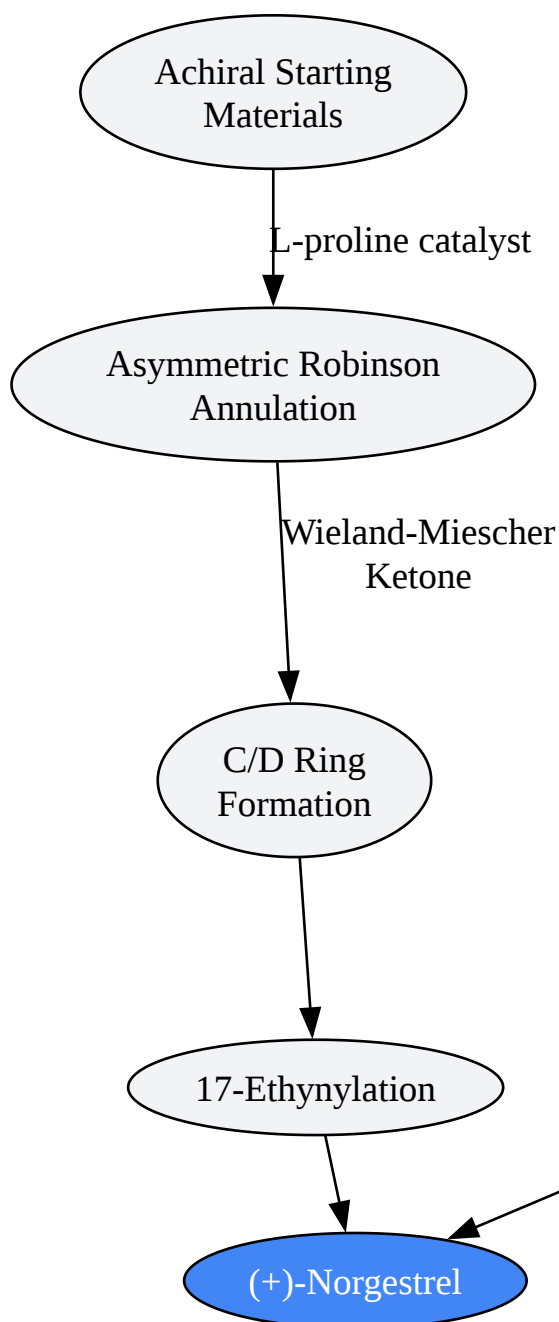 Achiral Starting
Materials
L-proline catalyst
Asymmetric Robinson
Annulation
Wieland-Miescher
Ketone
C/D Ring
Formation
17-Ethynylation
(+)-Norgestrel